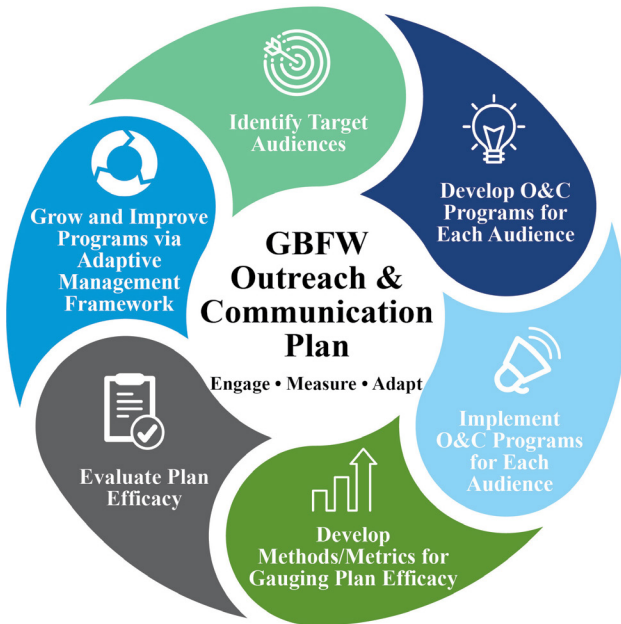 Identify Target
Audiences
Develop O&C
Programs for
Each Audience
Implement
O&C Programs
for Each
Audience
Develop
Methods/Metrics for
Gauging Plan Efficacy
Evaluate Plan
Efficacy
Grow and Improve
Programs via
Adaptive
Management
Framework
GBFW
Outreach &
Communication
Plan
Engage • Measure • Adapt